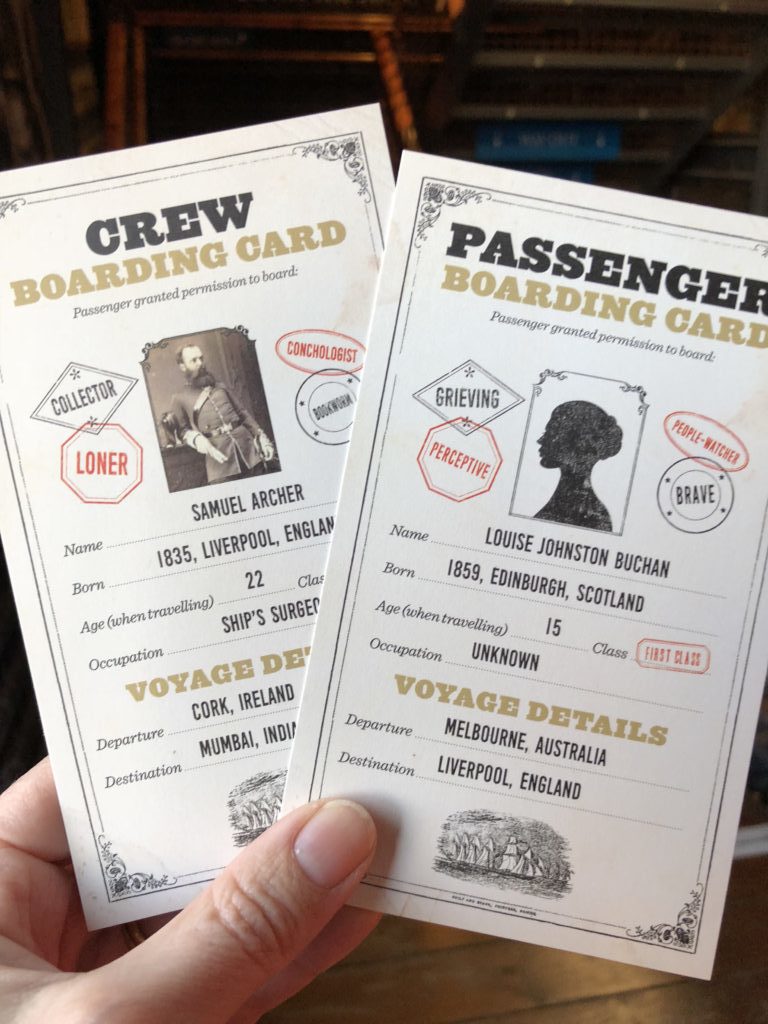 CREW
BOARDING CARD
Passenger granted permission to board:
COLLECTOR
LONER
CONCHOLOGIST
BOOKWORM
Name SAMUEL ARCHER
Born 1835, LIVERPOOL, ENGLAN
Age (when travelling) 22 Clas
Occupation SHIP'S SURGEO
VOYAGE DE
Departure CORK, IRELAND
Destination MUMBAI, INDIA
PASSENGER
BOARDING CARD
Passenger granted permission to board:
GRIEVING
PERCEPTIVE
PEOPLE-WATCHER
BRAVE
Name LOUISE JOHNSTON BUCHAN
Born 1859, EDINBURGH, SCOTLAND
Age (when travelling) 15 Class FIRST CLASS
Occupation UNKNOWN
VOYAGE DETAILS
Departure MELBOURNE, AUSTRALIA
Destination LIVERPOOL, ENGLAND